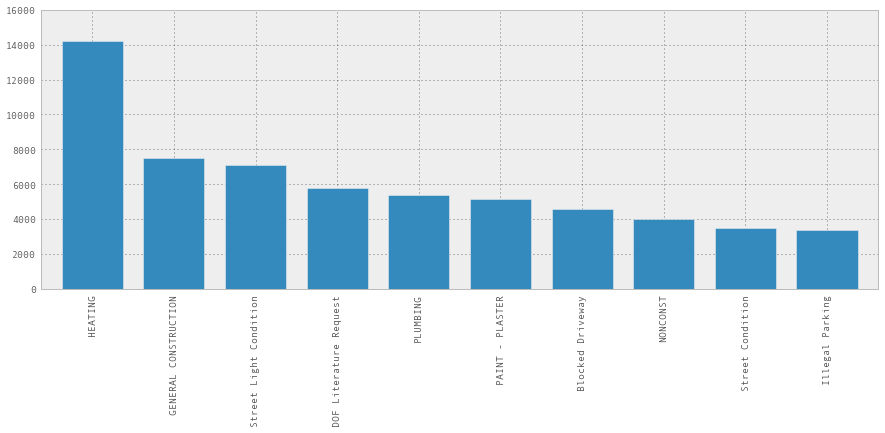 16000
14000
12000
10000
8000
6000
4000
2000
0
HEATING
GENERAL CONSTRUCTION
Street Light Condition
DOF Literature Request
PLUMBING
PAINT - PLASTER
Blocked Driveway
NONCONST
Street Condition
Illegal Parking